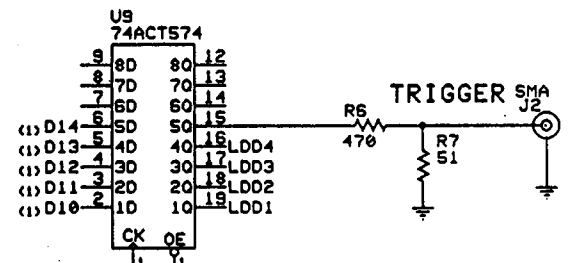 U9
74ACT574
9 8D 8Q 12
8 7D 7Q 13
7 6D 6Q 14
(1) D14 6 5D 5Q 15
(1) D13 5 4D 4Q 16 LDD4
(1) D12 4 3D 3Q 17 LDD3
(1) D11 3 2D 2Q 18 LDD2
(1) D10 2 1D 1Q 19 LDD1
CK OE
R6
470
TRIGGER SMA
J2
R7
51